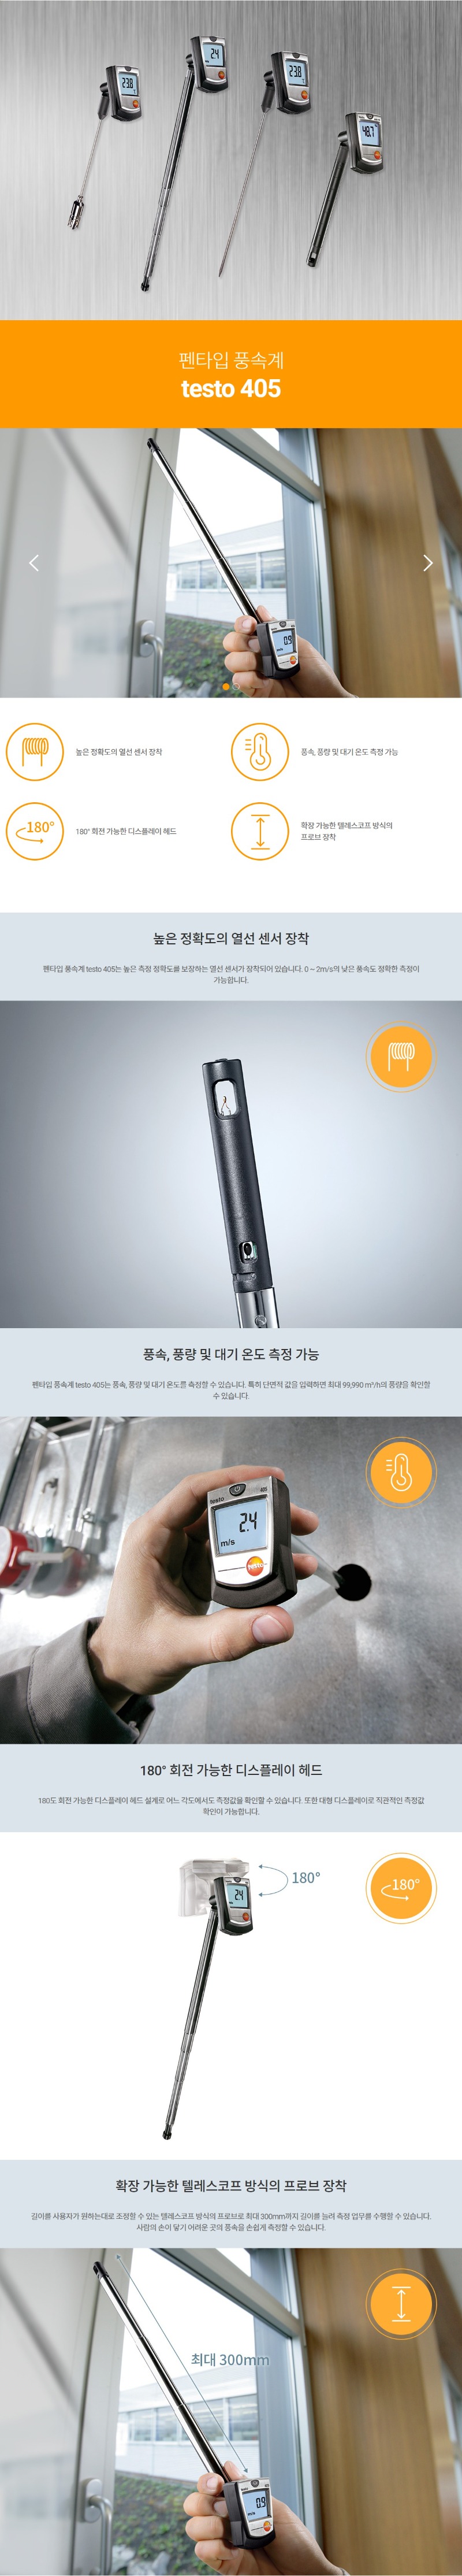 23.8
2.4
23.8
48.7
펜타입 풍속계
testo 405
0.9
높은 정확도의 열선 센서 장착
풍속, 풍량 및 대기 온도 측정 가능
180°
180° 회전 가능한 디스플레이 헤드
확장 가능한 텔레스코프 방식의
프로브 장착
높은 정확도의 열선 센서 장착
펜타입 풍속계 testo 405는 높은 측정 정확도를 보장하는 열선 센서가 장착되어 있습니다. 0 ~ 2m/s의 낮은 풍속도 정확한 측정이
가능합니다.
풍속, 풍량 및 대기 온도 측정 가능
펜타입 풍속계 testo 405는 풍속, 풍량 및 대기 온도를 측정할 수 있습니다. 특히 단면적 값을 입력하면 최대 99,990 m³/h의 풍량을 확인할
수 있습니다.
testo
405
2.4
m/s
testo
180° 회전 가능한 디스플레이 헤드
180도 회전 가능한 디스플레이 헤드 설계로 어느 각도에서도 측정값을 확인할 수 있습니다. 또한 대형 디스플레이로 직관적인 측정값
확인이 가능합니다.
180°
180°
2.4
확장 가능한 텔레스코프 방식의 프로브 장착
길이를 사용자가 원하는대로 조정할 수 있는 텔레스코프 방식의 프로브로 최대 300mm까지 길이를 늘려 측정 업무를 수행할 수 있습니다.
사람의 손이 닿기 어려운 곳의 풍속을 손쉽게 측정할 수 있습니다.
최대 300mm
0.9